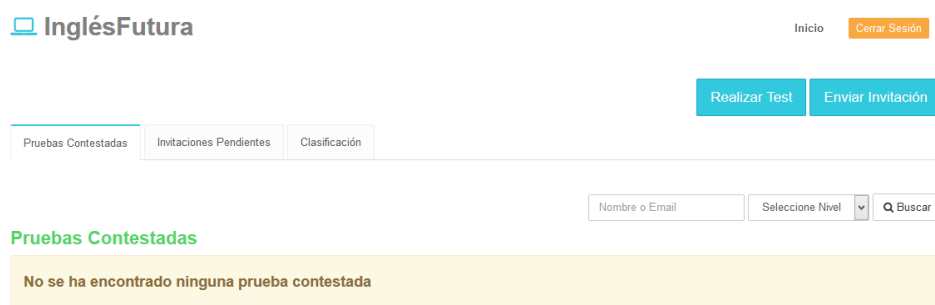 InglésFutura
Inicio Cerrar Sesión
Realizar Test Enviar Invitación
Pruebas Contestadas Invitaciones Pendientes Clasificación
Nombre o Email Seleccione Nivel Buscar
Pruebas Contestadas
No se ha encontrado ninguna prueba contestada